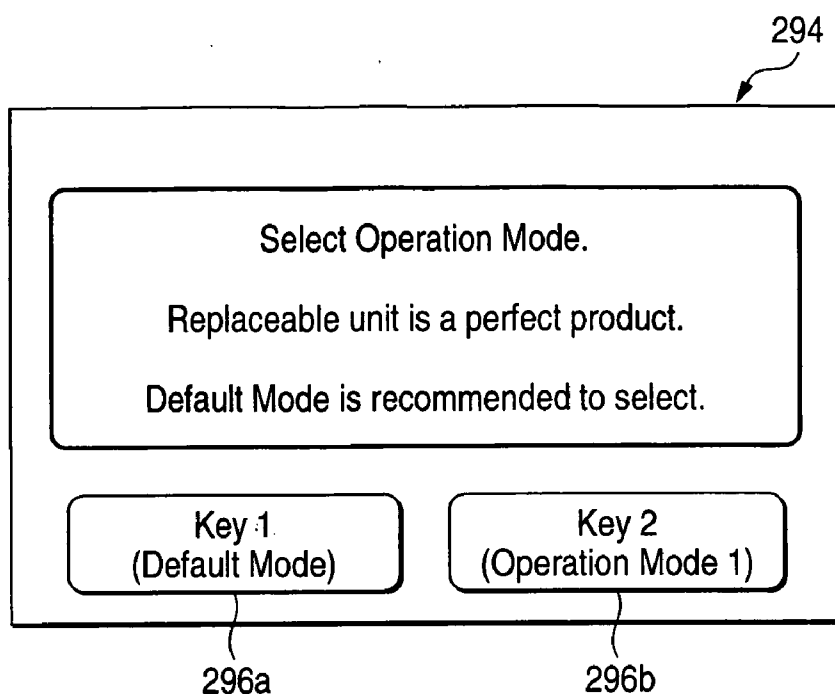 294
Select Operation Mode.
Replaceable unit is a perfect product.
Default Mode is recommended to select.
Key 1
(Default Mode)
Key 2
(Operation Mode 1)
296a
296b